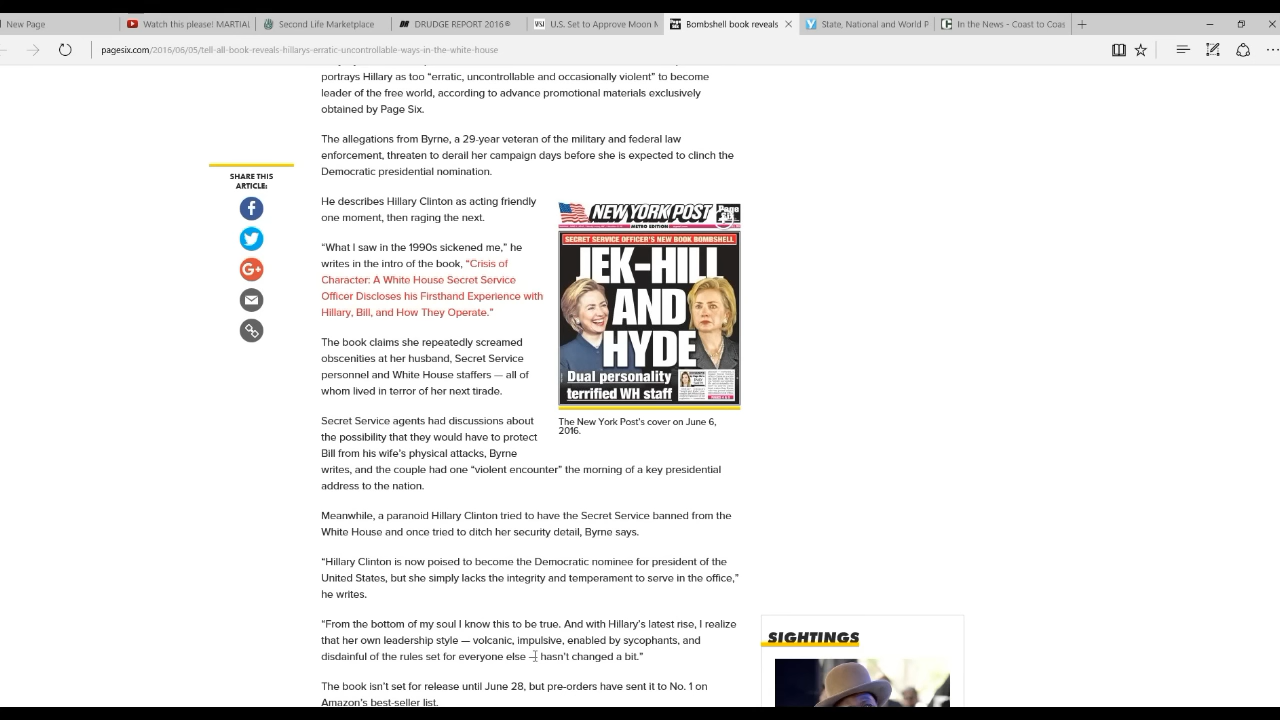 New Page
Watch this please! MARTIAL
Second Life Marketplace
DRUDGE REPORT 2016®
U.S. Set to Approve Moon M
Bombshell book reveals
State, National and World P
In the News - Coast to Coas
pagesix.com/2016/06/05/tell-all-book-reveals-hillarys-erratic-uncontrollable-ways-in-the-white-house
portrays Hillary as too “erratic, uncontrollable and occasionally violent” to become
leader of the free world, according to advance promotional materials exclusively
obtained by Page Six.
The allegations from Byrne, a 29-year veteran of the military and federal law
enforcement, threaten to derail her campaign days before she is expected to clinch the
Democratic presidential nomination.
SHARE THIS
ARTICLE:
He describes Hillary Clinton as acting friendly
one moment, then raging the next.
“What I saw in the 1990s sickened me,” he
writes in the intro of the book, “Crisis of
Character: A White House Secret Service
Officer Discloses his Firsthand Experience with
Hillary, Bill, and How They Operate.”
The book claims she repeatedly screamed
obscenities at her husband, Secret Service
personnel and White House staffers — all of
whom lived in terror of her next tirade.
Secret Service agents had discussions about
the possibility that they would have to protect
Bill from his wife’s physical attacks, Byrne
writes, and the couple had one “violent encounter” the morning of a key presidential
address to the nation.
NEW YORK POST
Page
Six
METRO EDITION
SECRET SERVICE OFFICER'S NEW BOOK BOMBSHELL
JEK-HILL
AND
HYDE
Dual personality
terrified WH staff
The New York Post’s cover on June 6,
2016.
Meanwhile, a paranoid Hillary Clinton tried to have the Secret Service banned from the
White House and once tried to ditch her security detail, Byrne says.
“Hillary Clinton is now poised to become the Democratic nominee for president of the
United States, but she simply lacks the integrity and temperament to serve in the office,”
he writes.
“From the bottom of my soul I know this to be true. And with Hillary’s latest rise, I realize
that her own leadership style — volcanic, impulsive, enabled by sycophants, and
disdainful of the rules set for everyone else — hasn’t changed a bit.”
The book isn’t set for release until June 28, but pre-orders have sent it to No. 1 on
Amazon’s best-seller list.
SIGHTINGS